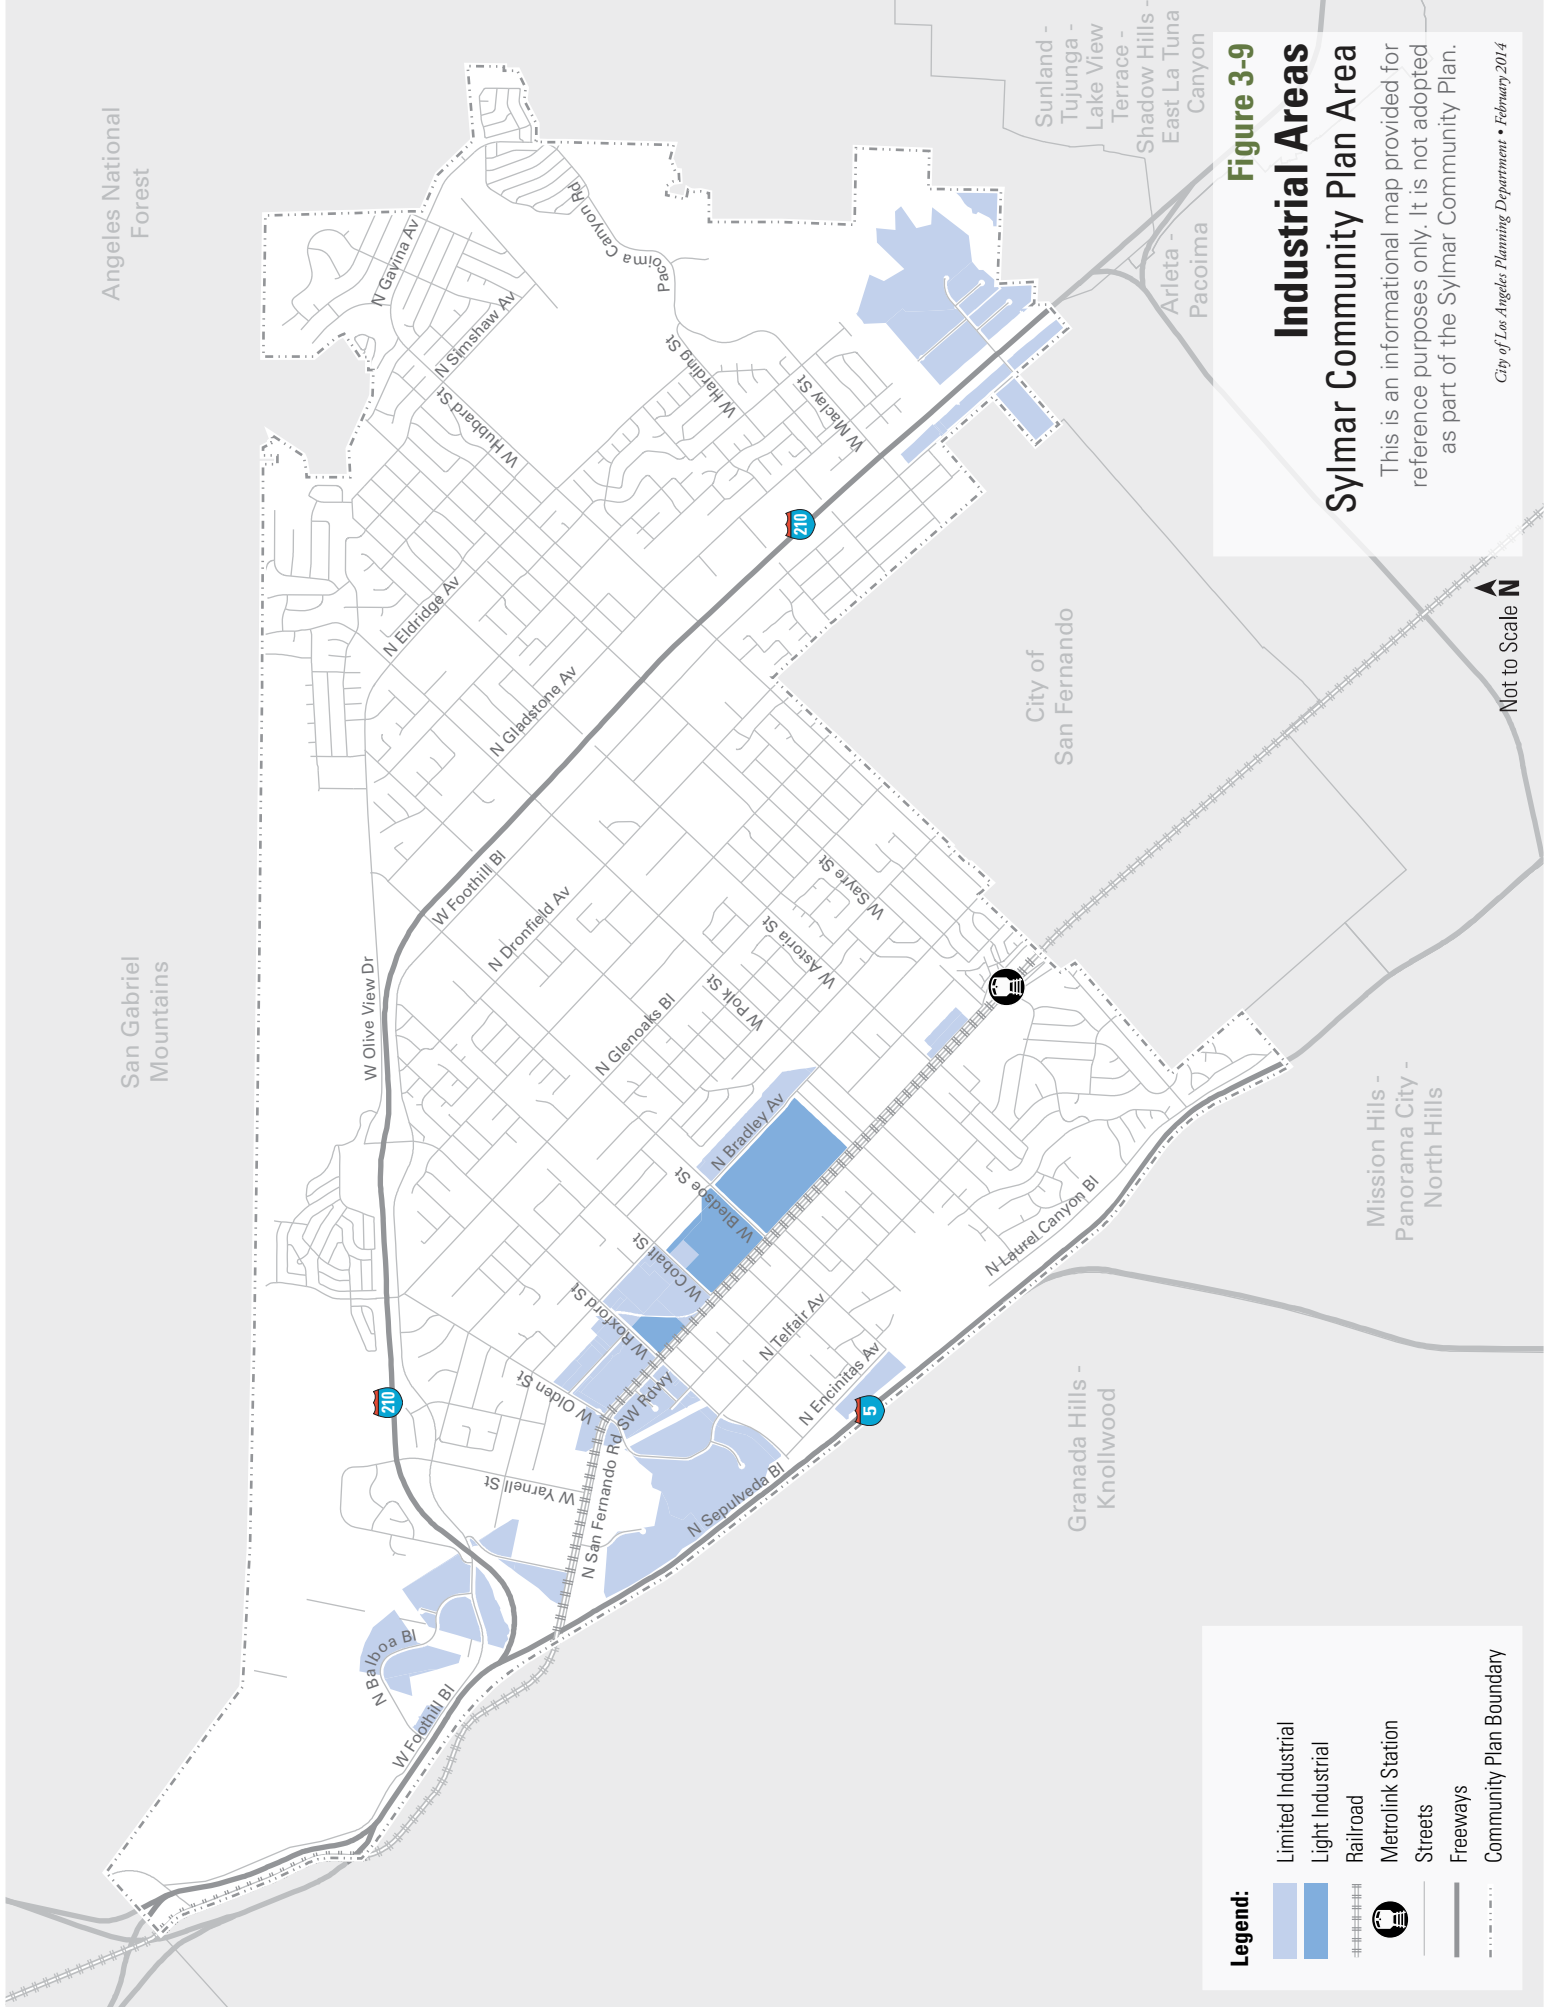 Figure 3-9
Industrial Areas
Sylmar Community Plan Area
This is an informational map provided for
reference purposes only. It is not adopted
as part of the Sylmar Community Plan.
City of Los Angeles Planning Department • February 2014
Angeles National
Forest
San Gabriel
Mountains
Sunland -
Tujunga -
Lake View
Terrace -
Shadow Hills -
East La Tuna
Canyon
Arleta -
Pacoima
City of
San Fernando
Mission Hils -
Panorama City -
North Hills
Granada Hills -
Knollwood
N Gavina Av
Pacoima Canyon Rd
N Simshaw Av
W Hubbard St
W Harding St
W Maclay St
N Eldridge Av
N Gladstone Av
W Foothill Bl
N Dronfield Av
W Olive View Dr
N Glenoaks Bl
W Polk St
W Astoria St
W Sayre St
N Bradley Av
W Bledsoe St
W Cobalt St
W Roxford St
W Olden St
W Yarnell St
SW Rdwy
N San Fernando Rd
N Sepulveda Bl
N Encinitas Av
N Telfair Av
N Laurel Canyon Bl
N Balboa Bl
W Foothill Bl
210
210
5
Not to Scale
N
Legend:
Limited Industrial
Light Industrial
Railroad
Metrolink Station
Streets
Freeways
Community Plan Boundary